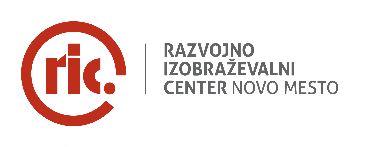 ric.
RAZVOJNO
IZOBRAŽEVALNI
CENTER NOVO MESTO